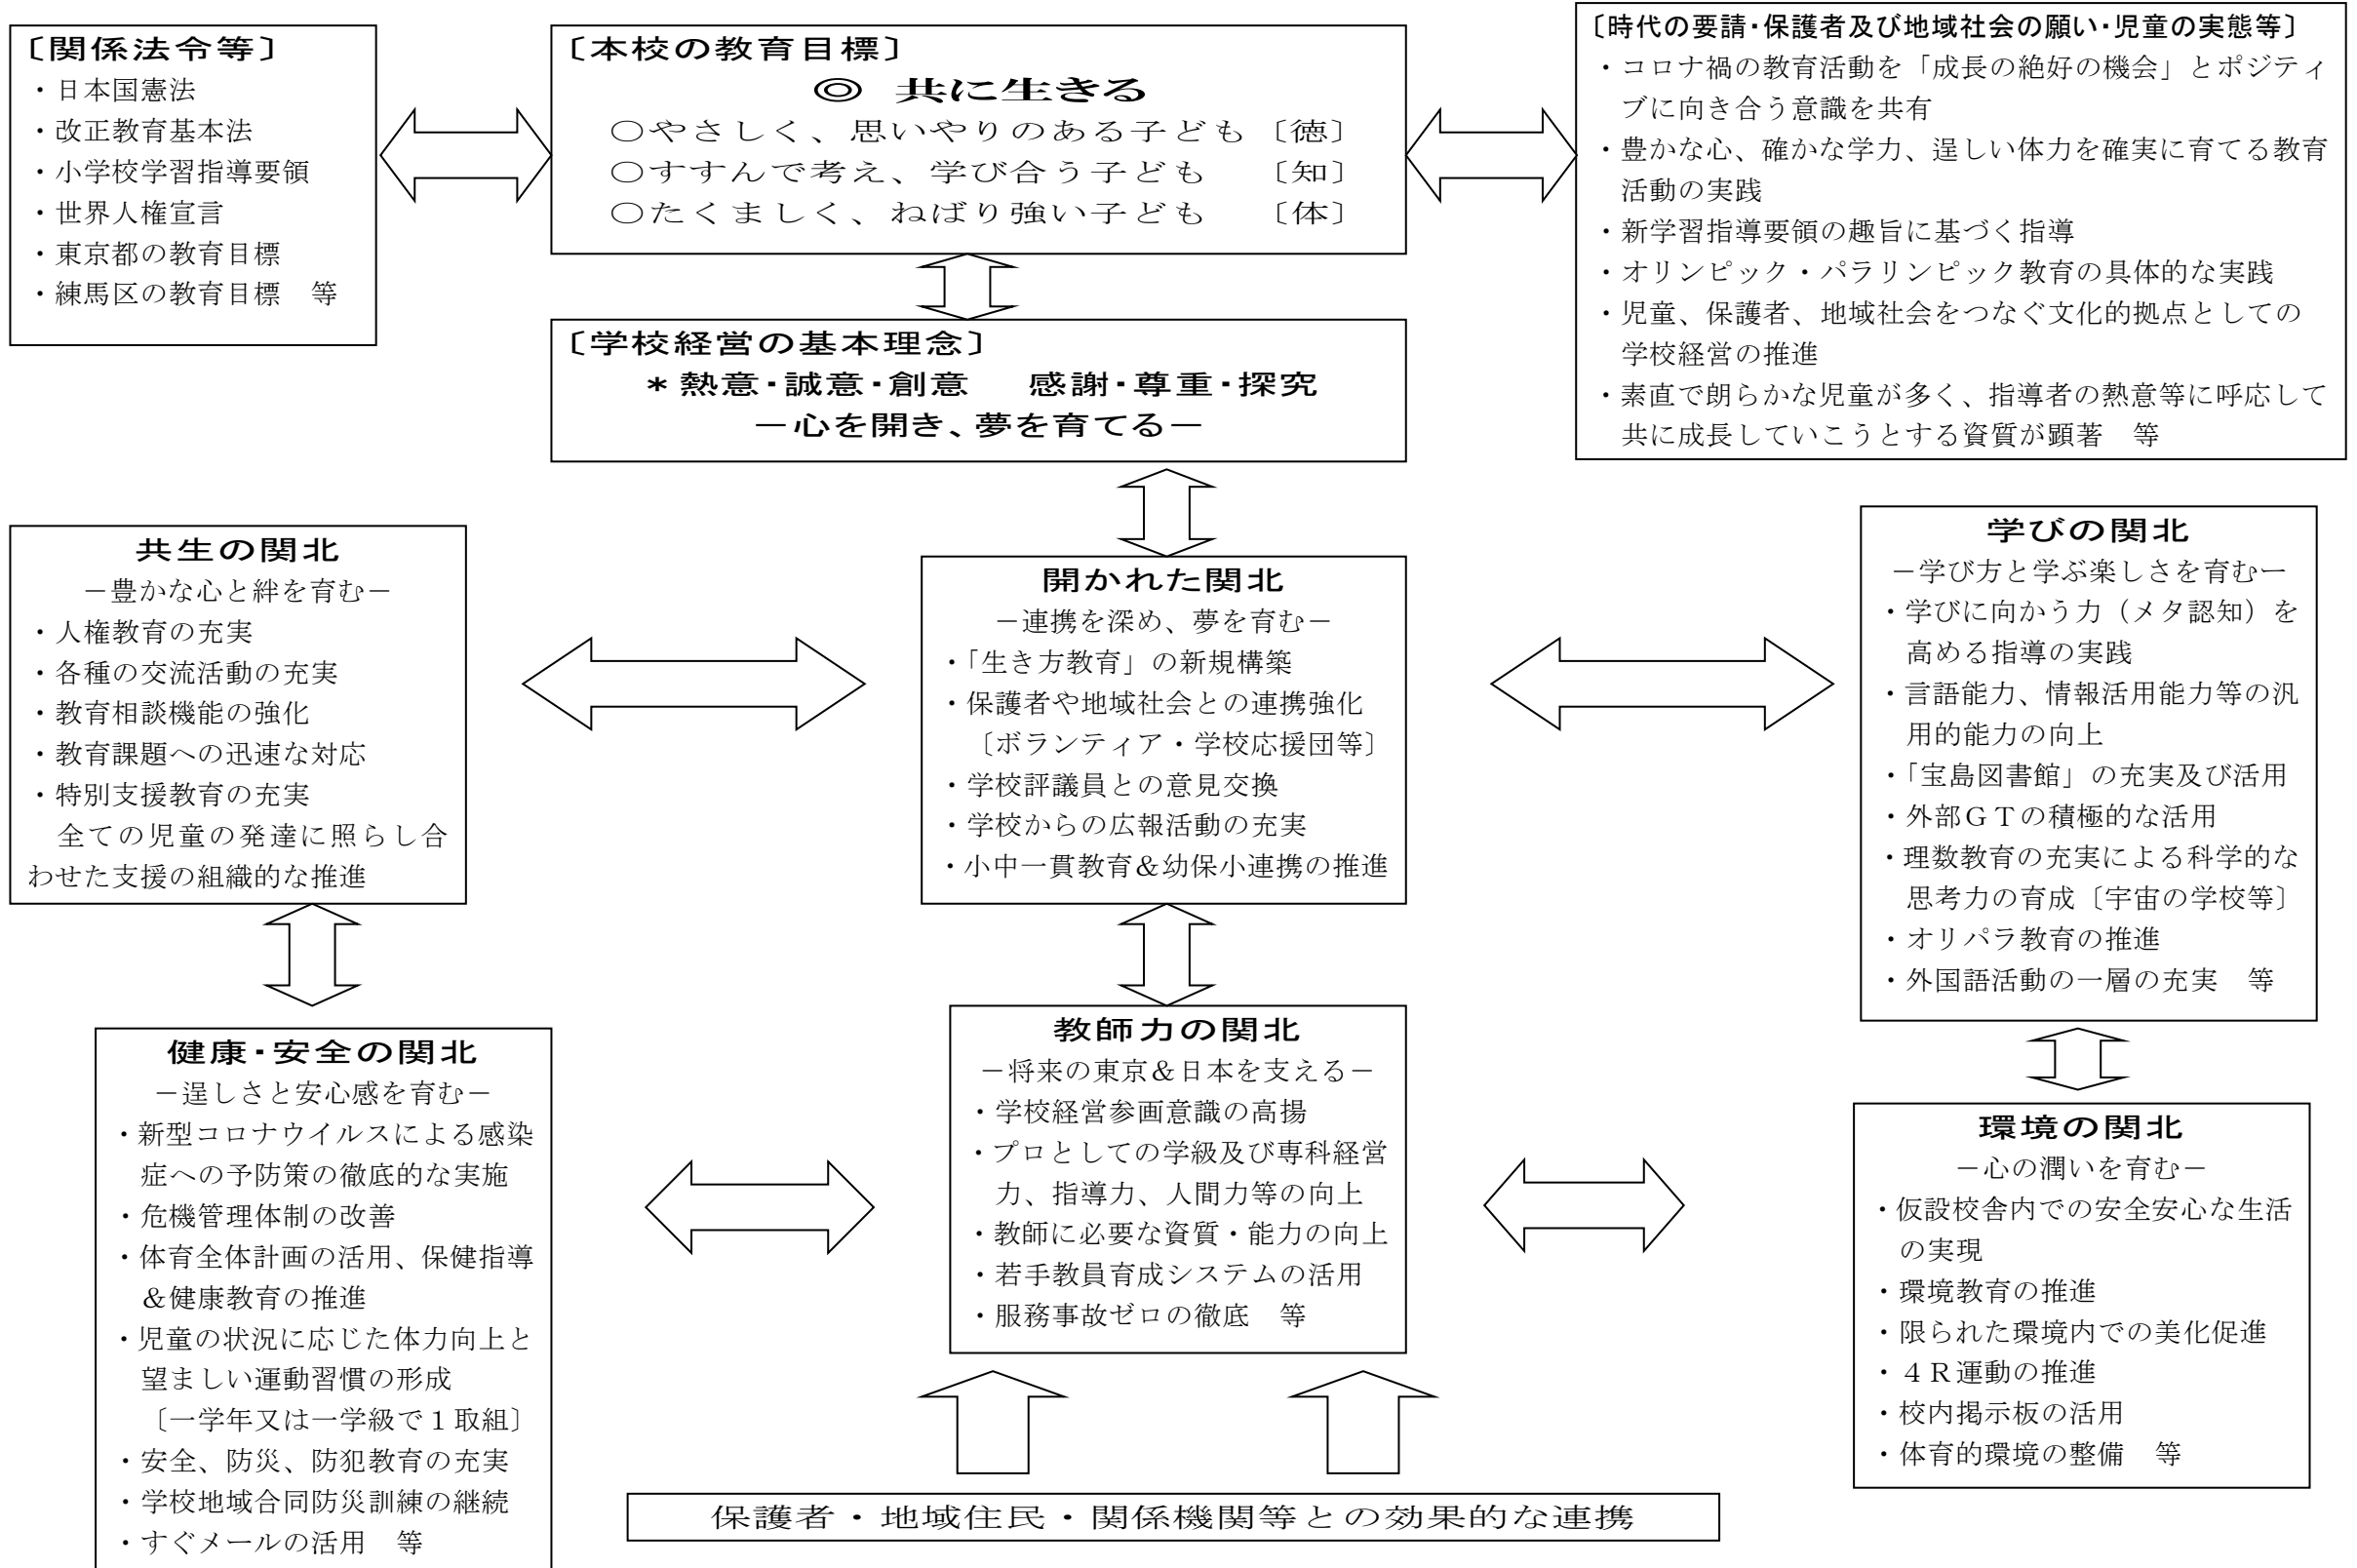 〔関係法令等〕
・日本国憲法
・改正教育基本法
・小学校学習指導要領
・世界人権宣言
・東京都の教育目標
・練馬区の教育目標　等
〔本校の教育目標〕
◎　共に生きる
〇やさしく、思いやりのある子ども〔徳〕
〇すすんで考え、学び合う子ども　〔知〕
〇たくましく、ねばり強い子ども　〔体〕
〔時代の要請・保護者及び地域社会の願い・児童の実態等〕
・コロナ禍の教育活動を「成長の絶好の機会」とポジティ
ブに向き合う意識を共有
・豊かな心、確かな学力、逞しい体力を確実に育てる教育
活動の実践
・新学習指導要領の趣旨に基づく指導
・オリンピック・パラリンピック教育の具体的な実践
・児童、保護者、地域社会をつなぐ文化的拠点としての
学校経営の推進
・素直で朗らかな児童が多く、指導者の熱意等に呼応して
共に成長していこうとする資質が顕著　等
〔学校経営の基本理念〕
＊熱意・誠意・創意　　感謝・尊重・探究
－心を開き、夢を育てる－
共生の関北
－豊かな心と絆を育む－
・人権教育の充実
・各種の交流活動の充実
・教育相談機能の強化
・教育課題への迅速な対応
・特別支援教育の充実
全ての児童の発達に照らし合
わせた支援の組織的な推進
開かれた関北
－連携を深め、夢を育む－
・「生き方教育」の新規構築
・保護者や地域社会との連携強化
〔ボランティア・学校応援団等〕
・学校評議員との意見交換
・学校からの広報活動の充実
・小中一貫教育＆幼保小連携の推進
学びの関北
－学び方と学ぶ楽しさを育むー
・学びに向かう力（メタ認知）を
高める指導の実践
・言語能力、情報活用能力等の汎
用的能力の向上
・「宝島図書館」の充実及び活用
・外部ＧＴの積極的な活用
・理数教育の充実による科学的な
思考力の育成〔宇宙の学校等〕
・オリパラ教育の推進
・外国語活動の一層の充実　等
健康・安全の関北
－逞しさと安心感を育む－
・新型コロナウイルスによる感染
症への予防策の徹底的な実施
・危機管理体制の改善
・体育全体計画の活用、保健指導
＆健康教育の推進
・児童の状況に応じた体力向上と
望ましい運動習慣の形成
〔一学年又は一学級で１取組〕
・安全、防災、防犯教育の充実
・学校地域合同防災訓練の継続
・すぐメールの活用　等
教師力の関北
－将来の東京＆日本を支える－
・学校経営参画意識の高揚
・プロとしての学級及び専科経営
力、指導力、人間力等の向上
・教師に必要な資質・能力の向上
・若手教員育成システムの活用
・服務事故ゼロの徹底　等
環境の関北
－心の潤いを育む－
・仮設校舎内での安全安心な生活
の実現
・環境教育の推進
・限られた環境内での美化促進
・４Ｒ運動の推進
・校内掲示板の活用
・体育的環境の整備　等
保護者・地域住民・関係機関等との効果的な連携